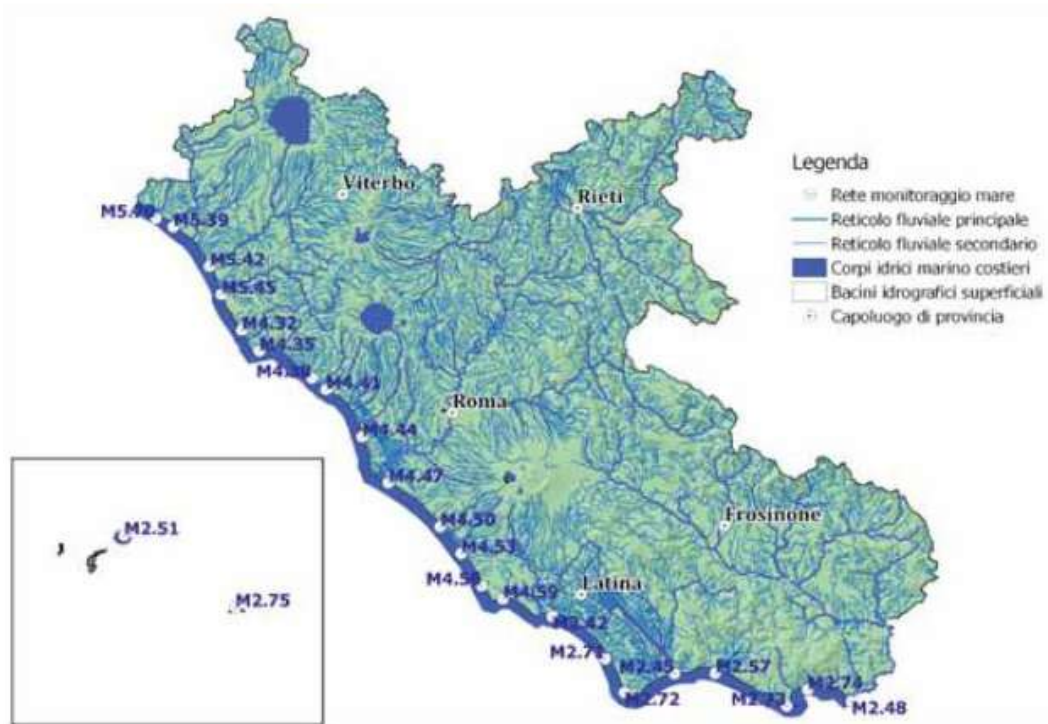 Legenda
Rete monitoraggio mare
Reticolo fluviale principale
Reticolo fluviale secondario
Corpi idrici marino costieri
Bacini idrografici superficiali
Capoluogo di provincia
Viterbo
Rieti
M5.39
M5.42
M5.45
M4.32
M4.35
M4.41
Roma
M4.44
M4.47
M4.50
Frosinone
M4.53
M4.59
Latina
M2.51
M2.75
M2.45
M2.57
M2.72
M2.74
M2.48